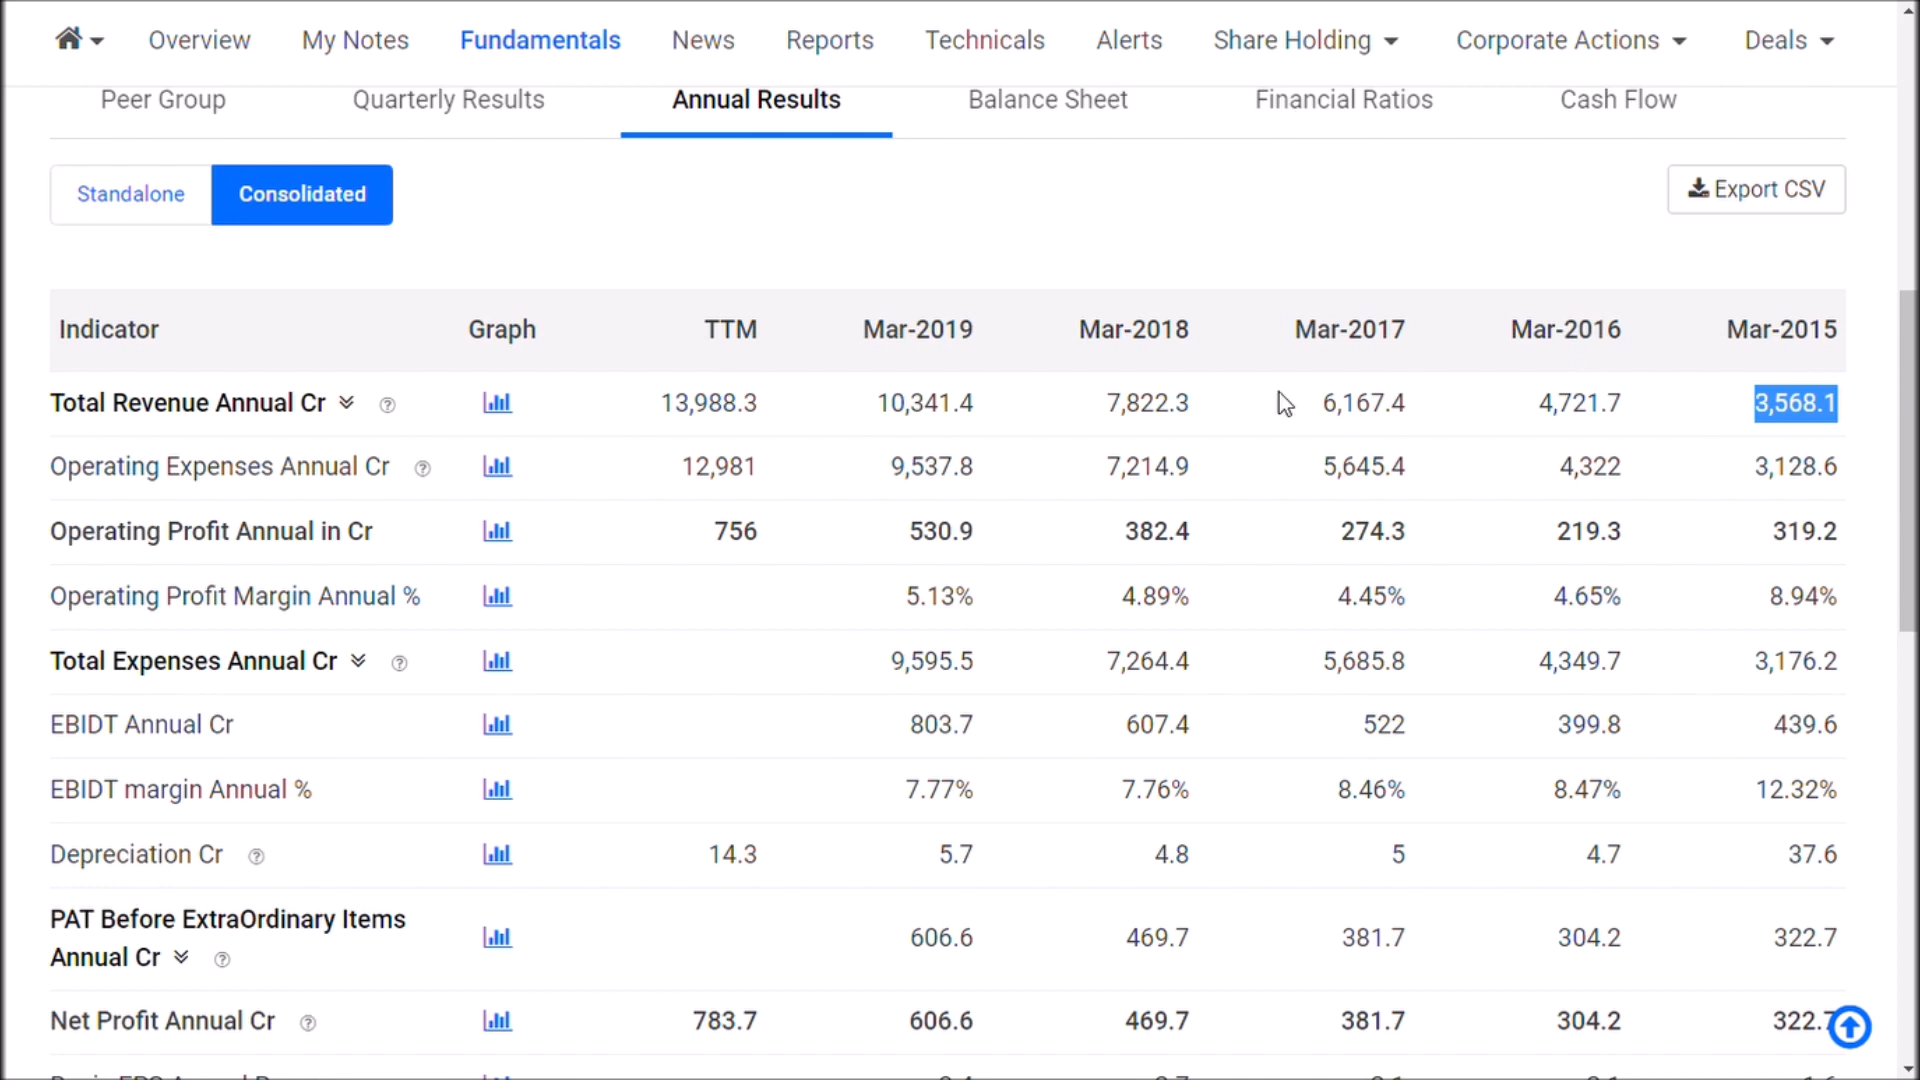 Overview My Notes Fundamentals News Reports Technicals Alerts Share Holding Corporate Actions Deals
Peer Group Quarterly Results Annual Results Balance Sheet Financial Ratios Cash Flow
Standalone Consolidated Export CSV
Indicator Graph TTM Mar-2019 Mar-2018 Mar-2017 Mar-2016 Mar-2015
Total Revenue Annual Cr 13,988.3 10,341.4 7,822.3 6,167.4 4,721.7 3,568.1
Operating Expenses Annual Cr 12,981 9,537.8 7,214.9 5,645.4 4,322 3,128.6
Operating Profit Annual in Cr 756 530.9 382.4 274.3 219.3 319.2
Operating Profit Margin Annual % 5.13% 4.89% 4.45% 4.65% 8.94%
Total Expenses Annual Cr 9,595.5 7,264.4 5,685.8 4,349.7 3,176.2
EBIDT Annual Cr 803.7 607.4 522 399.8 439.6
EBIDT margin Annual % 7.77% 7.76% 8.46% 8.47% 12.32%
Depreciation Cr 14.3 5.7 4.8 5 4.7 37.6
PAT Before ExtraOrdinary Items
Annual Cr 606.6 469.7 381.7 304.2 322.7
Net Profit Annual Cr 783.7 606.6 469.7 381.7 304.2 322.7